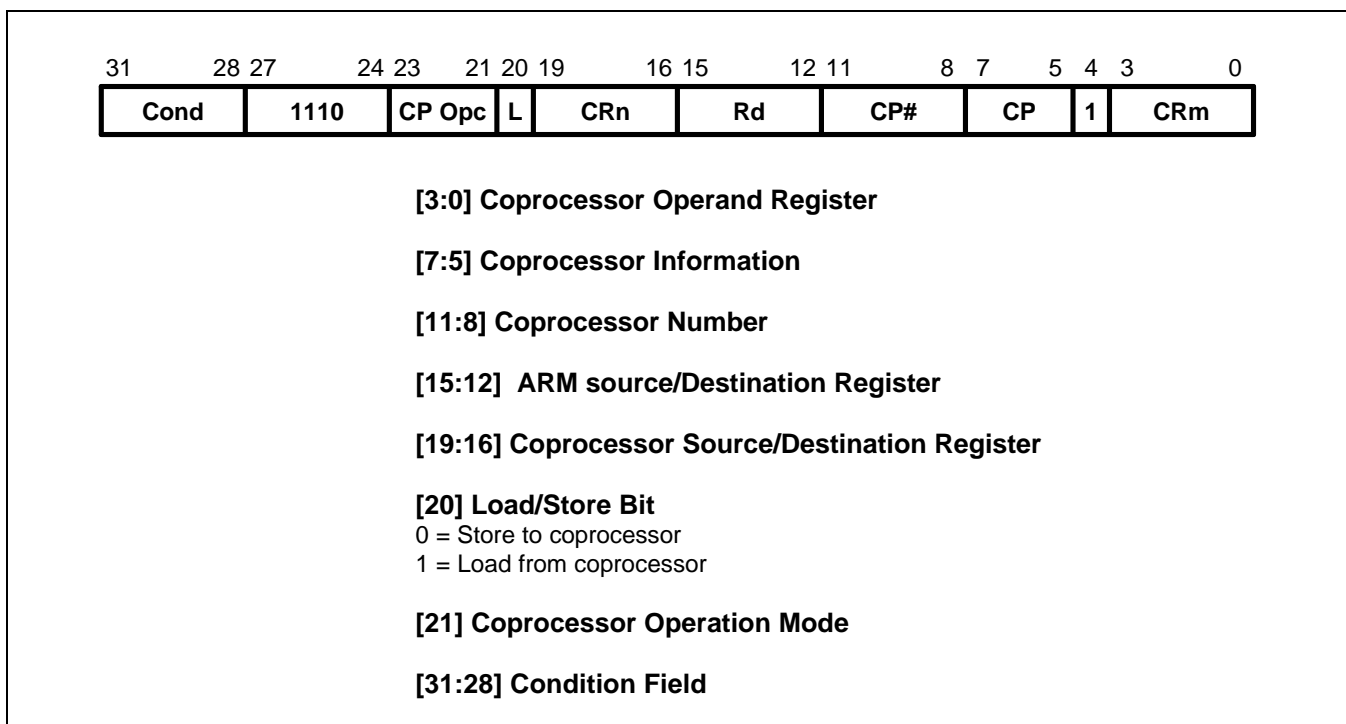 31 28 27 24 23 21 20 19 16 15 12 11 8 7 5 4 3 0
Cond 1110 CP Opc L CRn Rd CP# CP 1 CRm
[3:0] Coprocessor Operand Register
[7:5] Coprocessor Information
[11:8] Coprocessor Number
[15:12] ARM source/Destination Register
[19:16] Coprocessor Source/Destination Register
[20] Load/Store Bit
0 = Store to coprocessor
1 = Load from coprocessor
[21] Coprocessor Operation Mode
[31:28] Condition Field